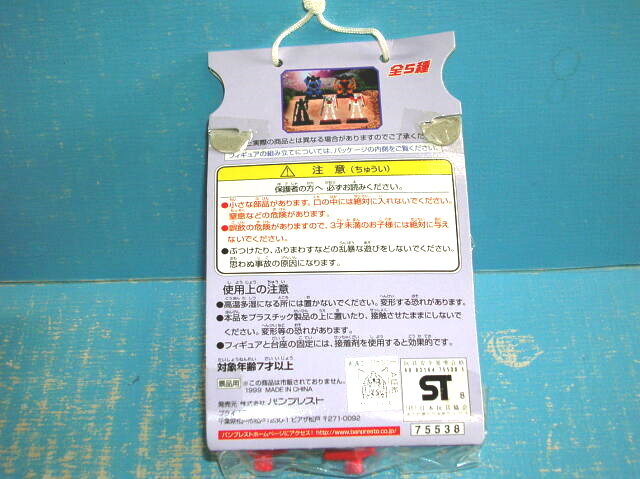 全5種
実際の商品とは異なる場合がありますのでご了承くだ
フィギュアの組み立てについては、パッケージの内側をご覧ください。
注意(ちゅうい)
保護者の方へ 必ずお読みください。
●小さな部品があります。口の中には絶対に入れないでください。
窒息などの危険があります。
●誤飲の危険がありますので、3才未満のお子様には絶対に与え
ないでください。
●ぶつけたり、ふりまわすなどの乱暴な遊びをしないでください。
思わぬ事故の原因になります。
使用上の注意
●高温多湿になる所には置かないでください。変形する恐れがあります。
●本品をプラスチック製品の上に置いたり、接触させたままにしないで
ください。変形等の恐れがあります。
●フィギュアと台座の固定には、接着剤を使用すると効果的です。
対象年齢7才以上
景品用 ※この商品は市販されておりません。
1999 MADE IN CHINA
発売元 株式会社 バンプレスト
〒271-0092
バンプレストホームページにアクセス! http://www.banpresto.co.jp/
ST
8
75538